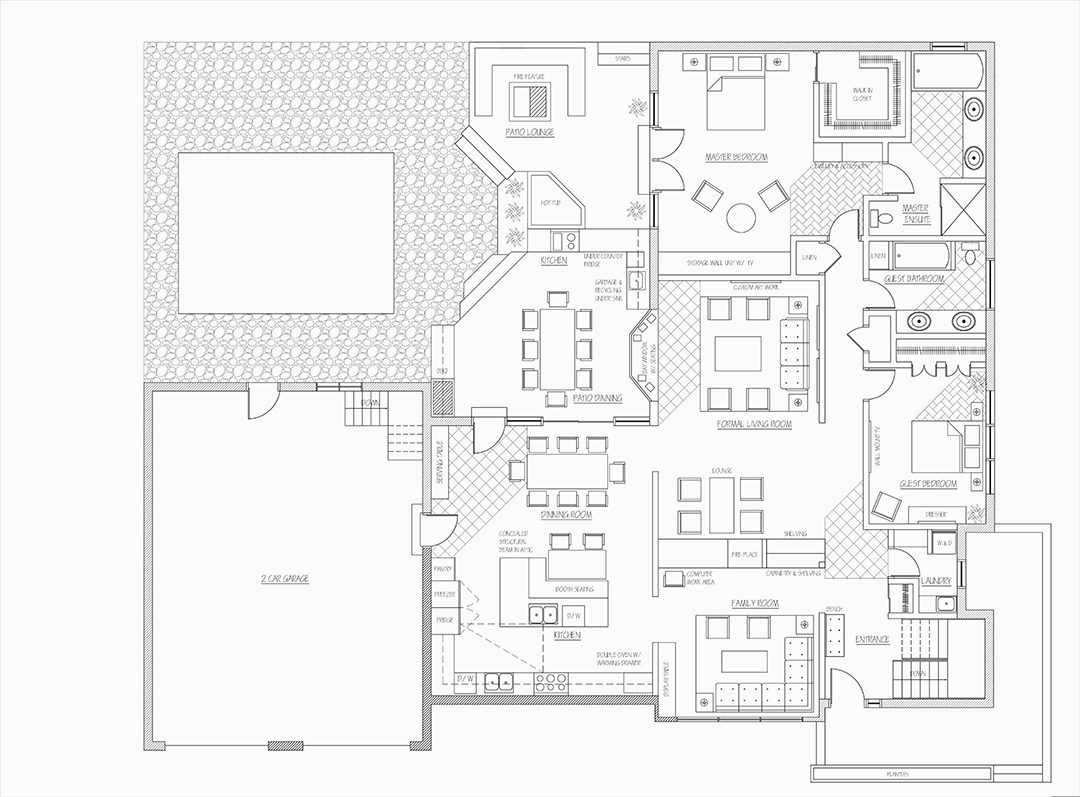 STAIRS
FIRE FEATURE
PATIO LOUNGE
WALK IN
CLOSET
MASTER BEDROOM
HOT TUB
MASTER
ENSUITE
KITCHEN
UNDER COUNTER
FRIDGE
STORAGE WALL UNIT W/ TV
LINEN
LINEN
GUEST BATHROOM
GARBAGE &
RECYCLING
UNDER SINK
CUSTOM ART WORK
BAY WINDOW
W/ SEATING
PATIO DINNING
DOWN
FORMAL LIVING ROOM
SERVING TABLE
WALL MOUNT TV
LOUNGE
GUEST BEDROOM
DINNING ROOM
DRESSER
CONCEALED
STRUCTURAL
BEAM IN ATTIC
SHELVING
W & D
FIRE PLACE
PANTRY
2 CAR GARAGE
COMPUTER
WORK AREA
CABINETRY & SHELVING
LAUNDRY
BOOTH SEATING
FREEZER
FAMILY ROOM
BENCH
FRIDGE
D/W
KITCHEN
ENTRANCE
DOUBLE OVEN W/
WARMING DRAWER
DISPLAY TABLE
D/W
DOWN
PLANTERS